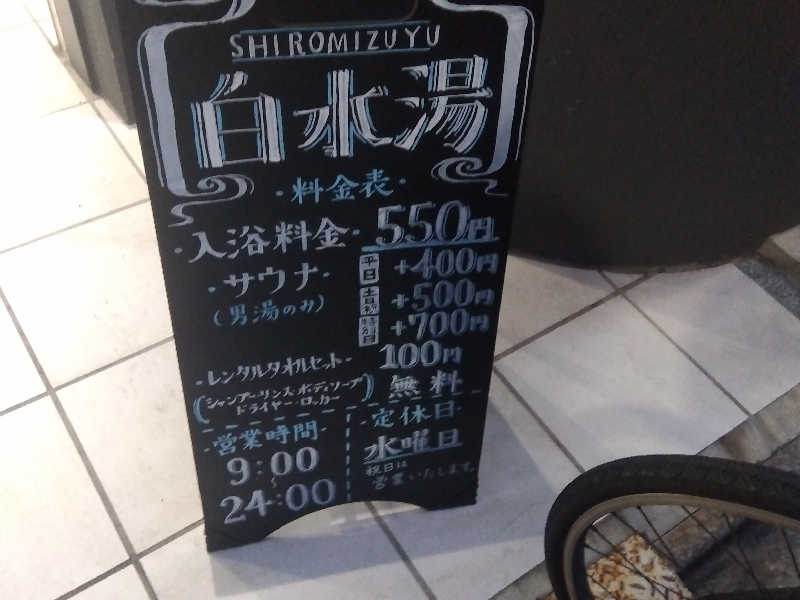 SHIROMIZUYU
白水湯
・料金表・
・入浴料金・ 550円
・サウナ・ 平日 +400円
(男湯のみ) 土日祝 +500円
特別日 +700円
・レンタルタオルセット・ 100円
(シャンプー・リンス・ボディソープ
ドライヤー・ロッカー) 無料
・営業時間・
9:00
~
24:00
・定休日・
水曜日
祝日は
営業いたします。